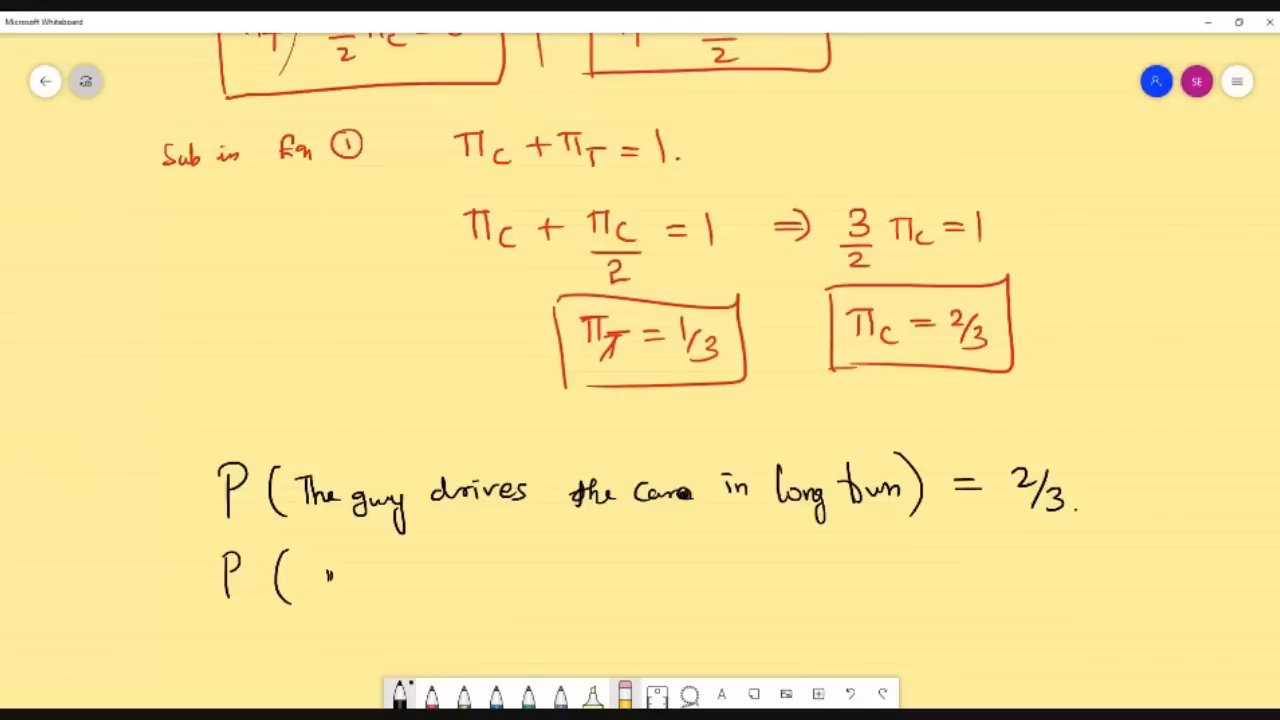 Microsoft Whiteboard
SE
Sub in Eqn ① π_C + π_T = 1.
π_C + π_C/2 = 1 ⇒ 3/2 π_C = 1
π_T = 1/3 π_C = 2/3
P ( The guy drives the car in long run ) = 2/3.
P ( "
A